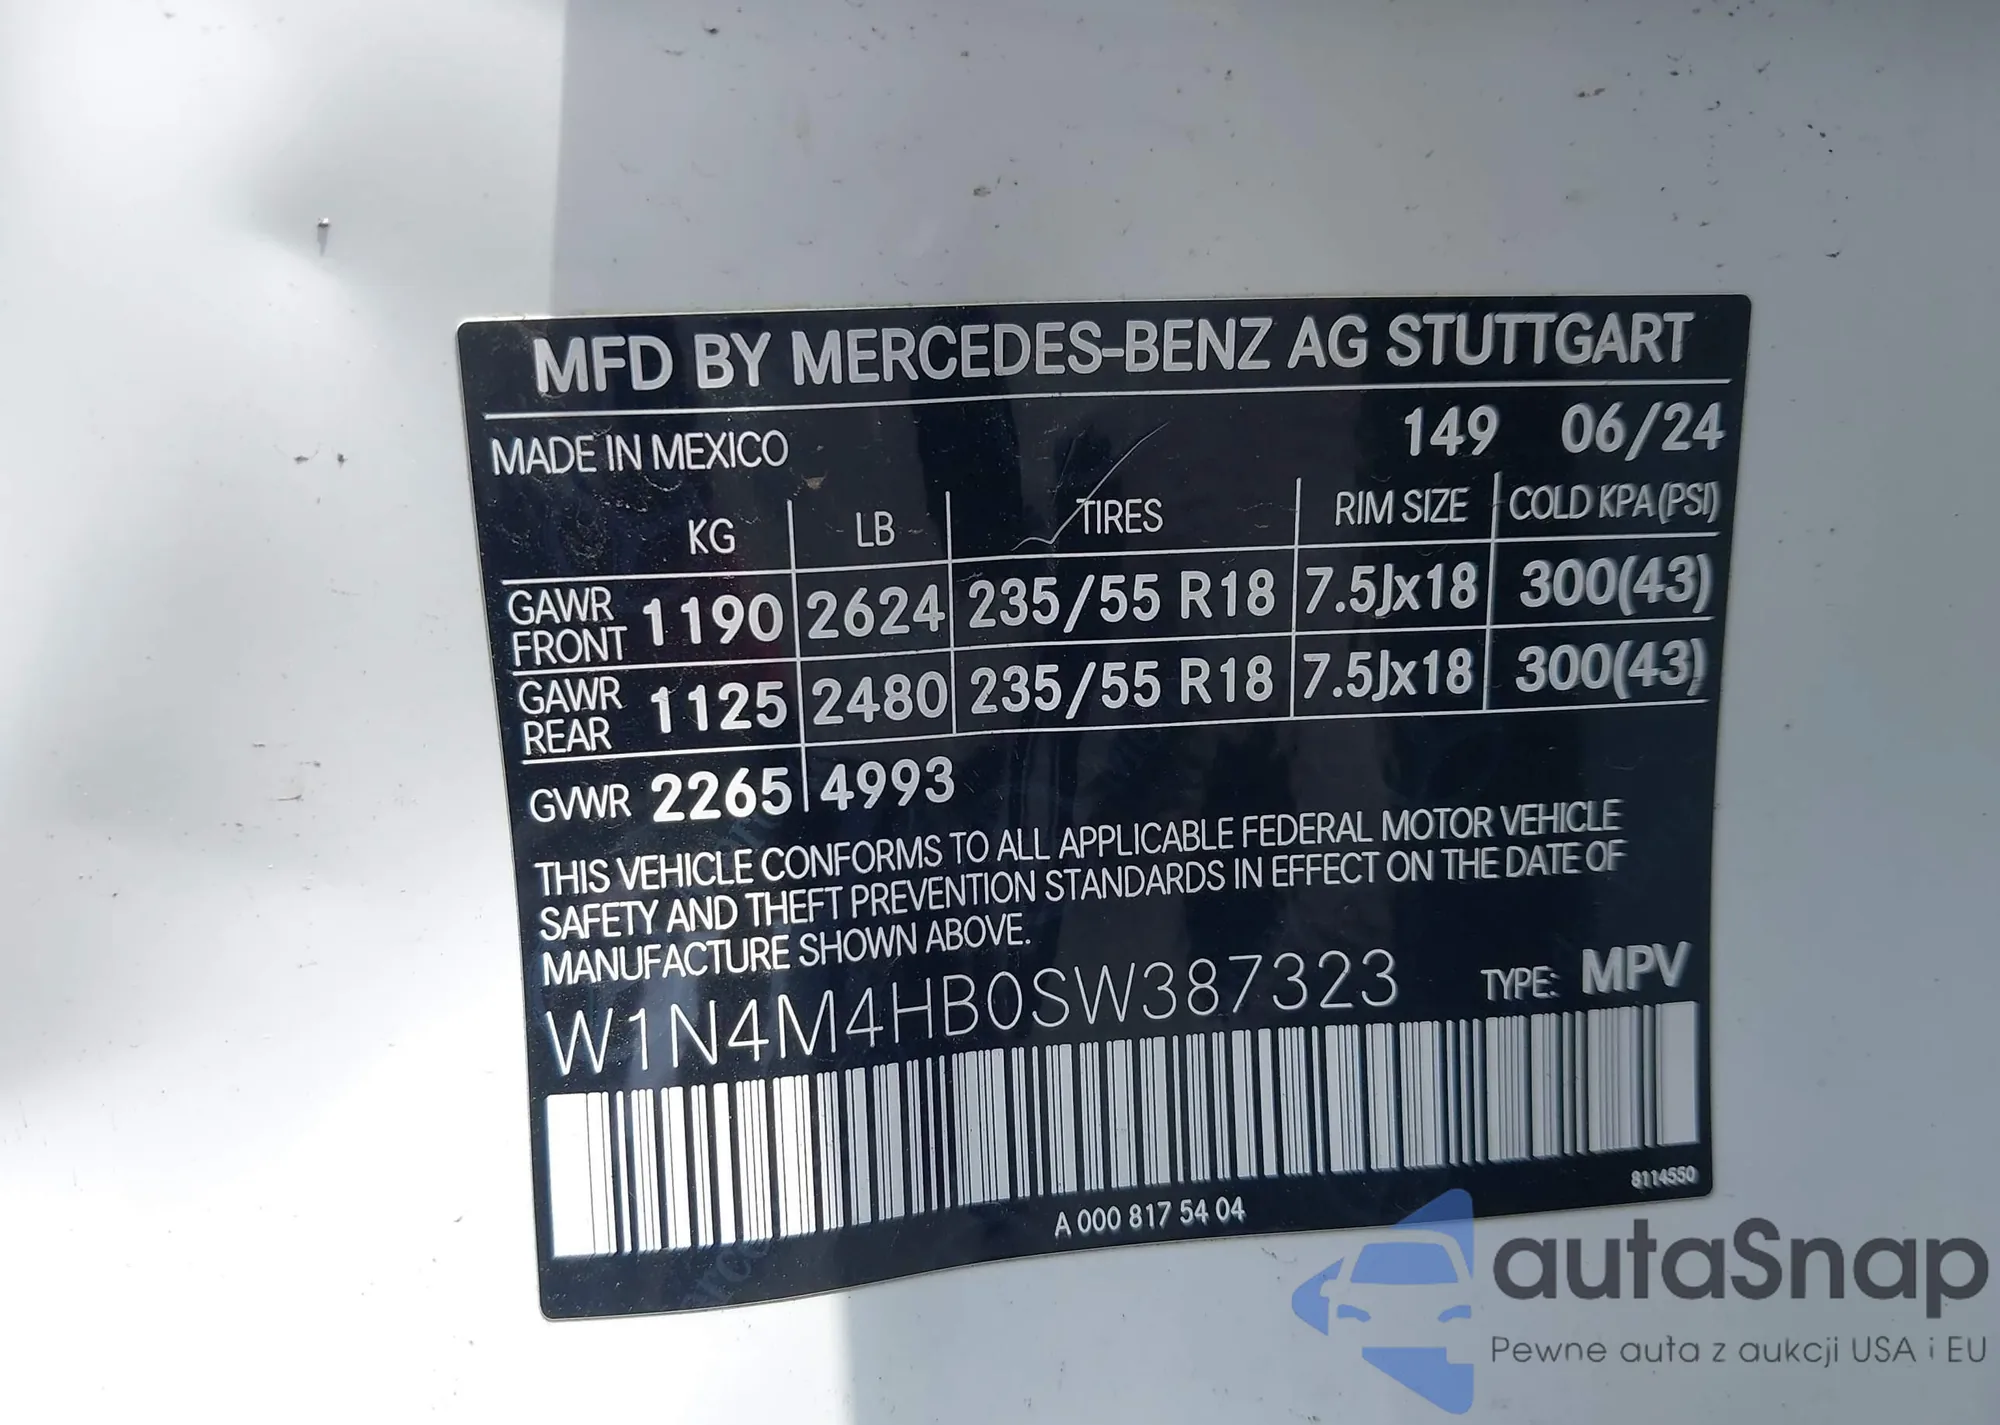 MFD BY MERCEDES-BENZ AG STUTTGART
MADE IN MEXICO 149 06/24
KG LB TIRES RIM SIZE COLD KPA (PSI)
GAWR FRONT 1190 2624 235/55 R18 7.5Jx18 300(43)
GAWR REAR 1125 2480 235/55 R18 7.5Jx18 300(43)
GVWR 2265 4993
THIS VEHICLE CONFORMS TO ALL APPLICABLE FEDERAL MOTOR VEHICLE
SAFETY AND THEFT PREVENTION STANDARDS IN EFFECT ON THE DATE OF
MANUFACTURE SHOWN ABOVE.
W1N4M4HB0SW387323 TYPE: MPV
8114550
A 000 817 54 04
autaSnap
Pewne auta z aukcji USA i EU